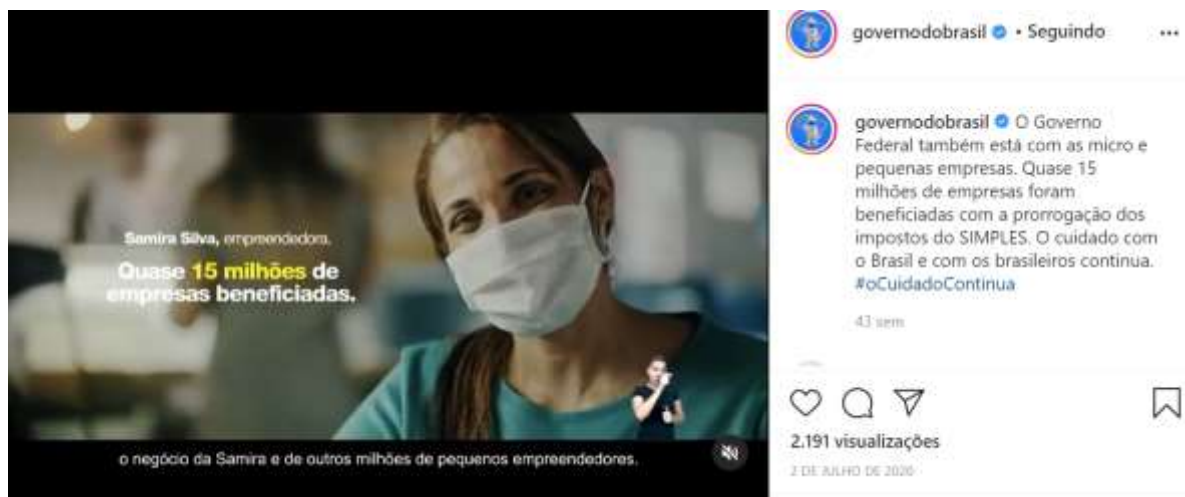 Samira Silva, empreendedora.
Quase 15 milhões de
empresas beneficiadas.
o negócio da Samira e de outros milhões de pequenos empreendedores.
governodobrasil • Seguindo
governodobrasil O Governo
Federal também está com as micro e
pequenas empresas. Quase 15
milhões de empresas foram
beneficiadas com a prorrogação dos
impostos do SIMPLES. O cuidado com
o Brasil e com os brasileiros continua.
#oCuidadoContinua
43 sem
2.191 visualizações
2 DE JULHO DE 2020